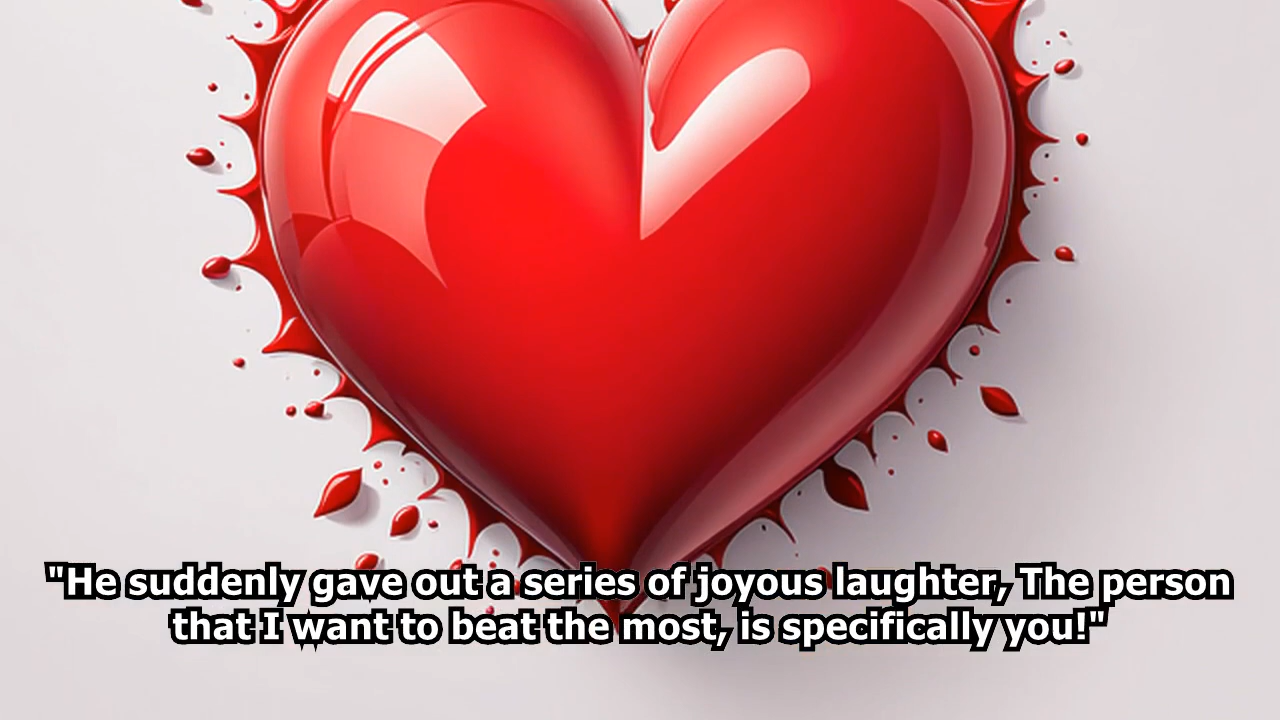 "He suddenly gave out a series of joyous laughter, The person
that I want to beat the most, is specifically you!"